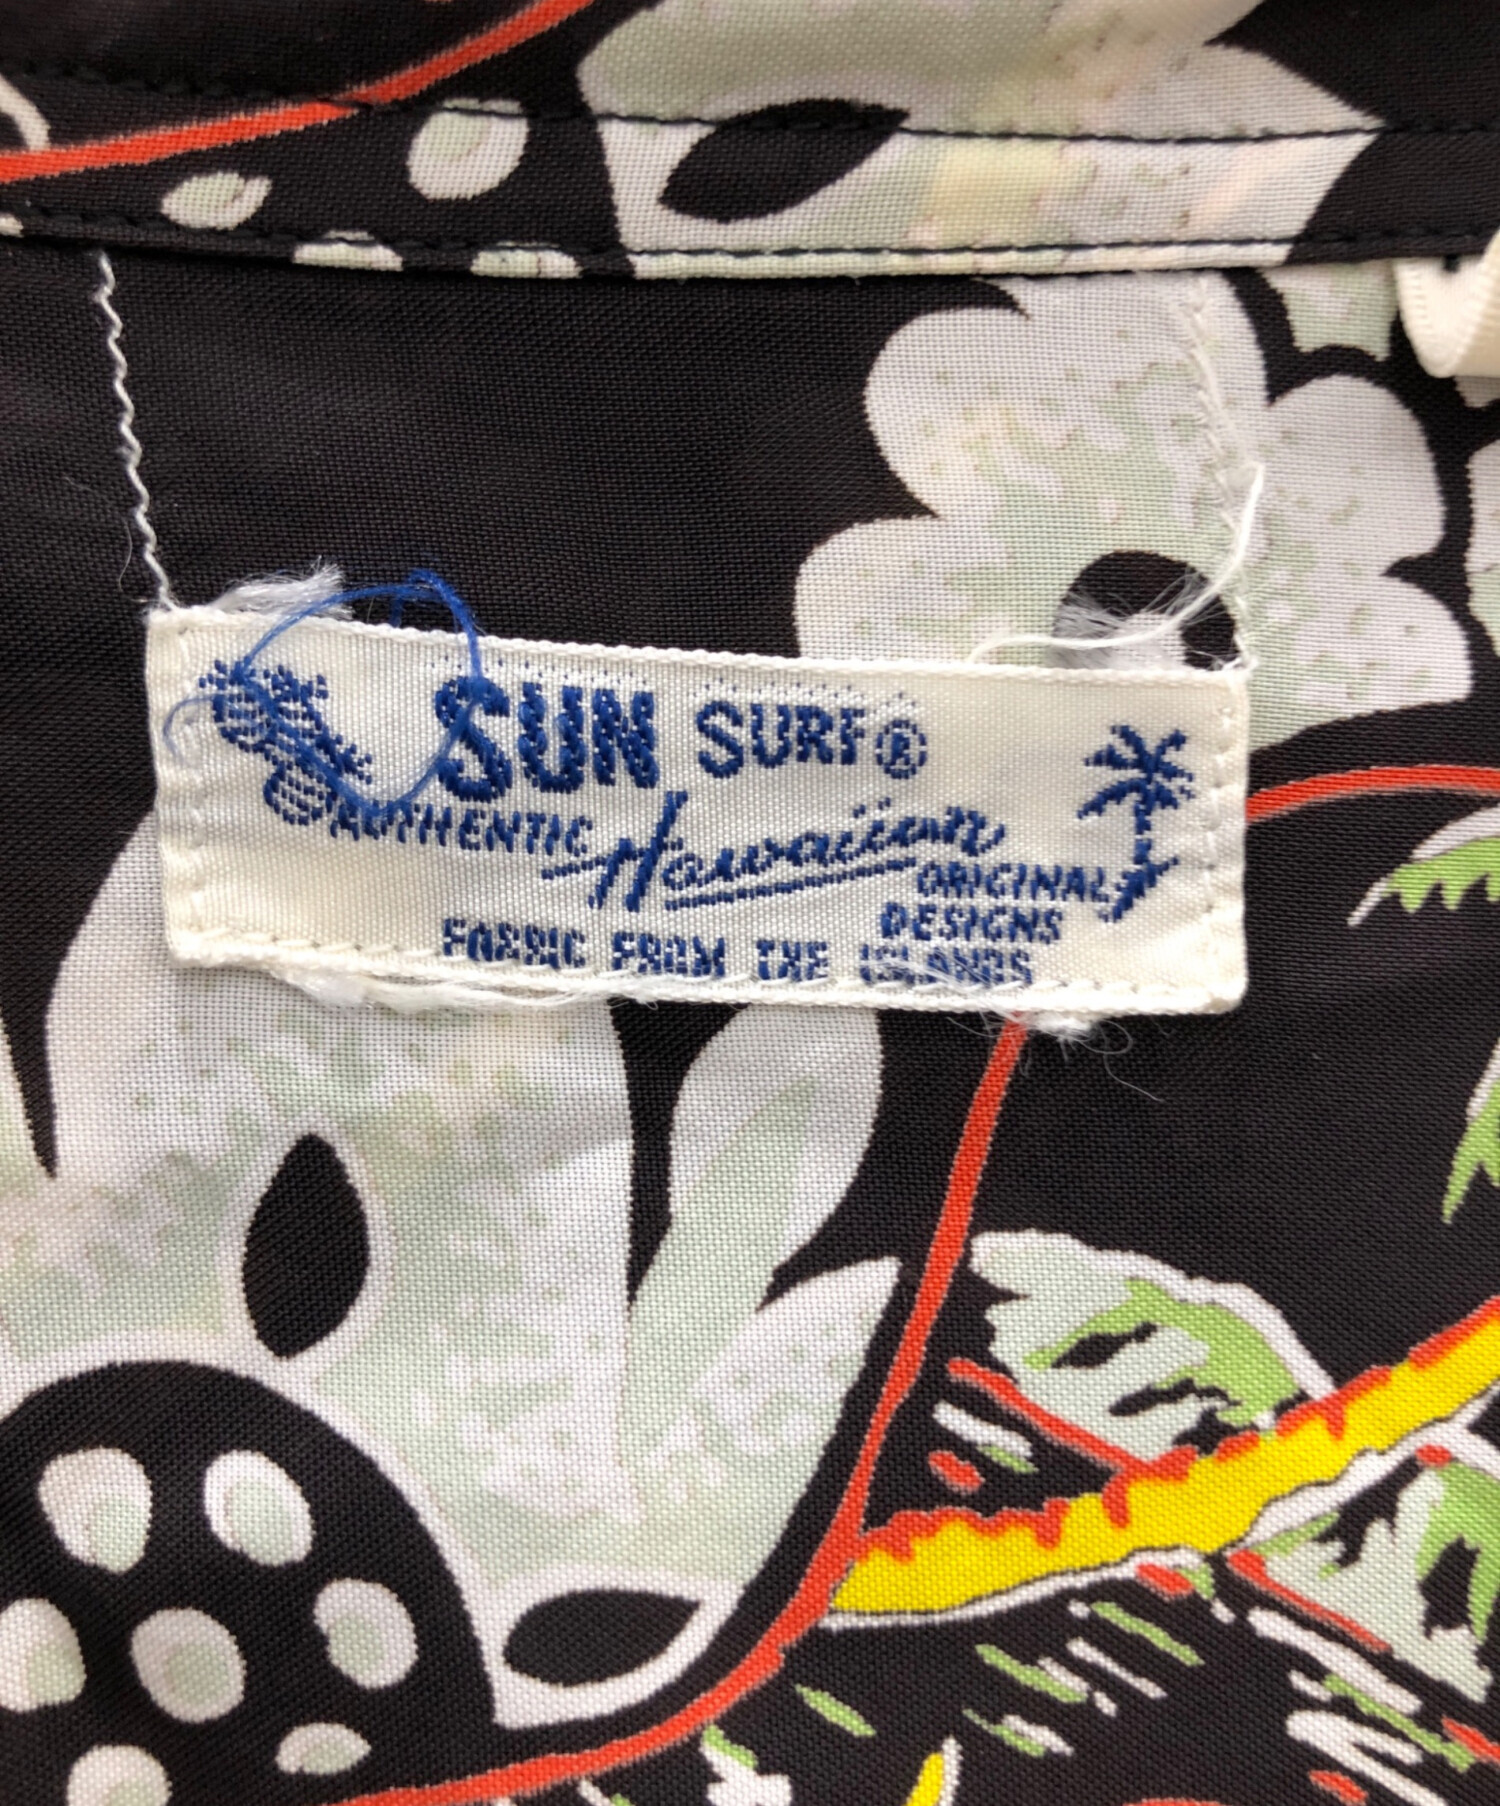 SUN SURF®
AUTHENTIC Hawaiian ORIGINAL
DESIGNS
FABRIC FROM THE ISLANDS